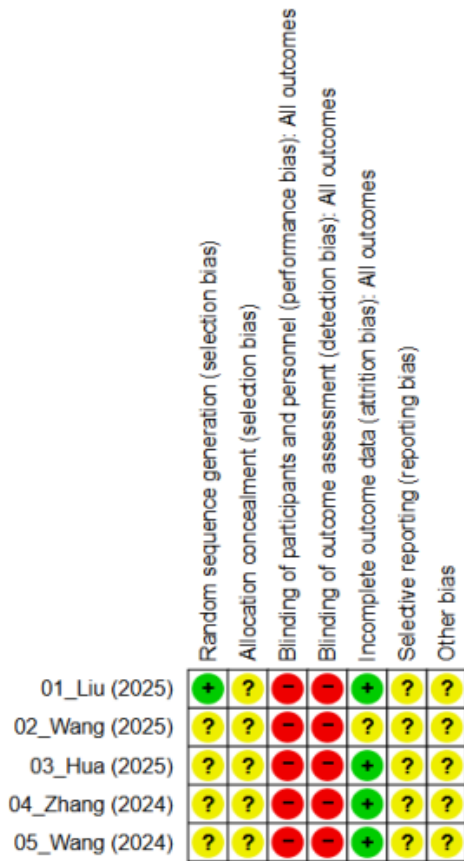 Random sequence generation (selection bias)
Allocation concealment (selection bias)
Blinding of participants and personnel (performance bias): All outcomes
Blinding of outcome assessment (detection bias): All outcomes
Incomplete outcome data (attrition bias): All outcomes
Selective reporting (reporting bias)
Other bias
01_Liu (2025) + ? - - + ? ?
02_Wang (2025) ? ? - - ? ? ?
03_Hua (2025) ? ? - - + ? ?
04_Zhang (2024) ? ? - - + ? ?
05_Wang (2024) ? ? - - + ? ?